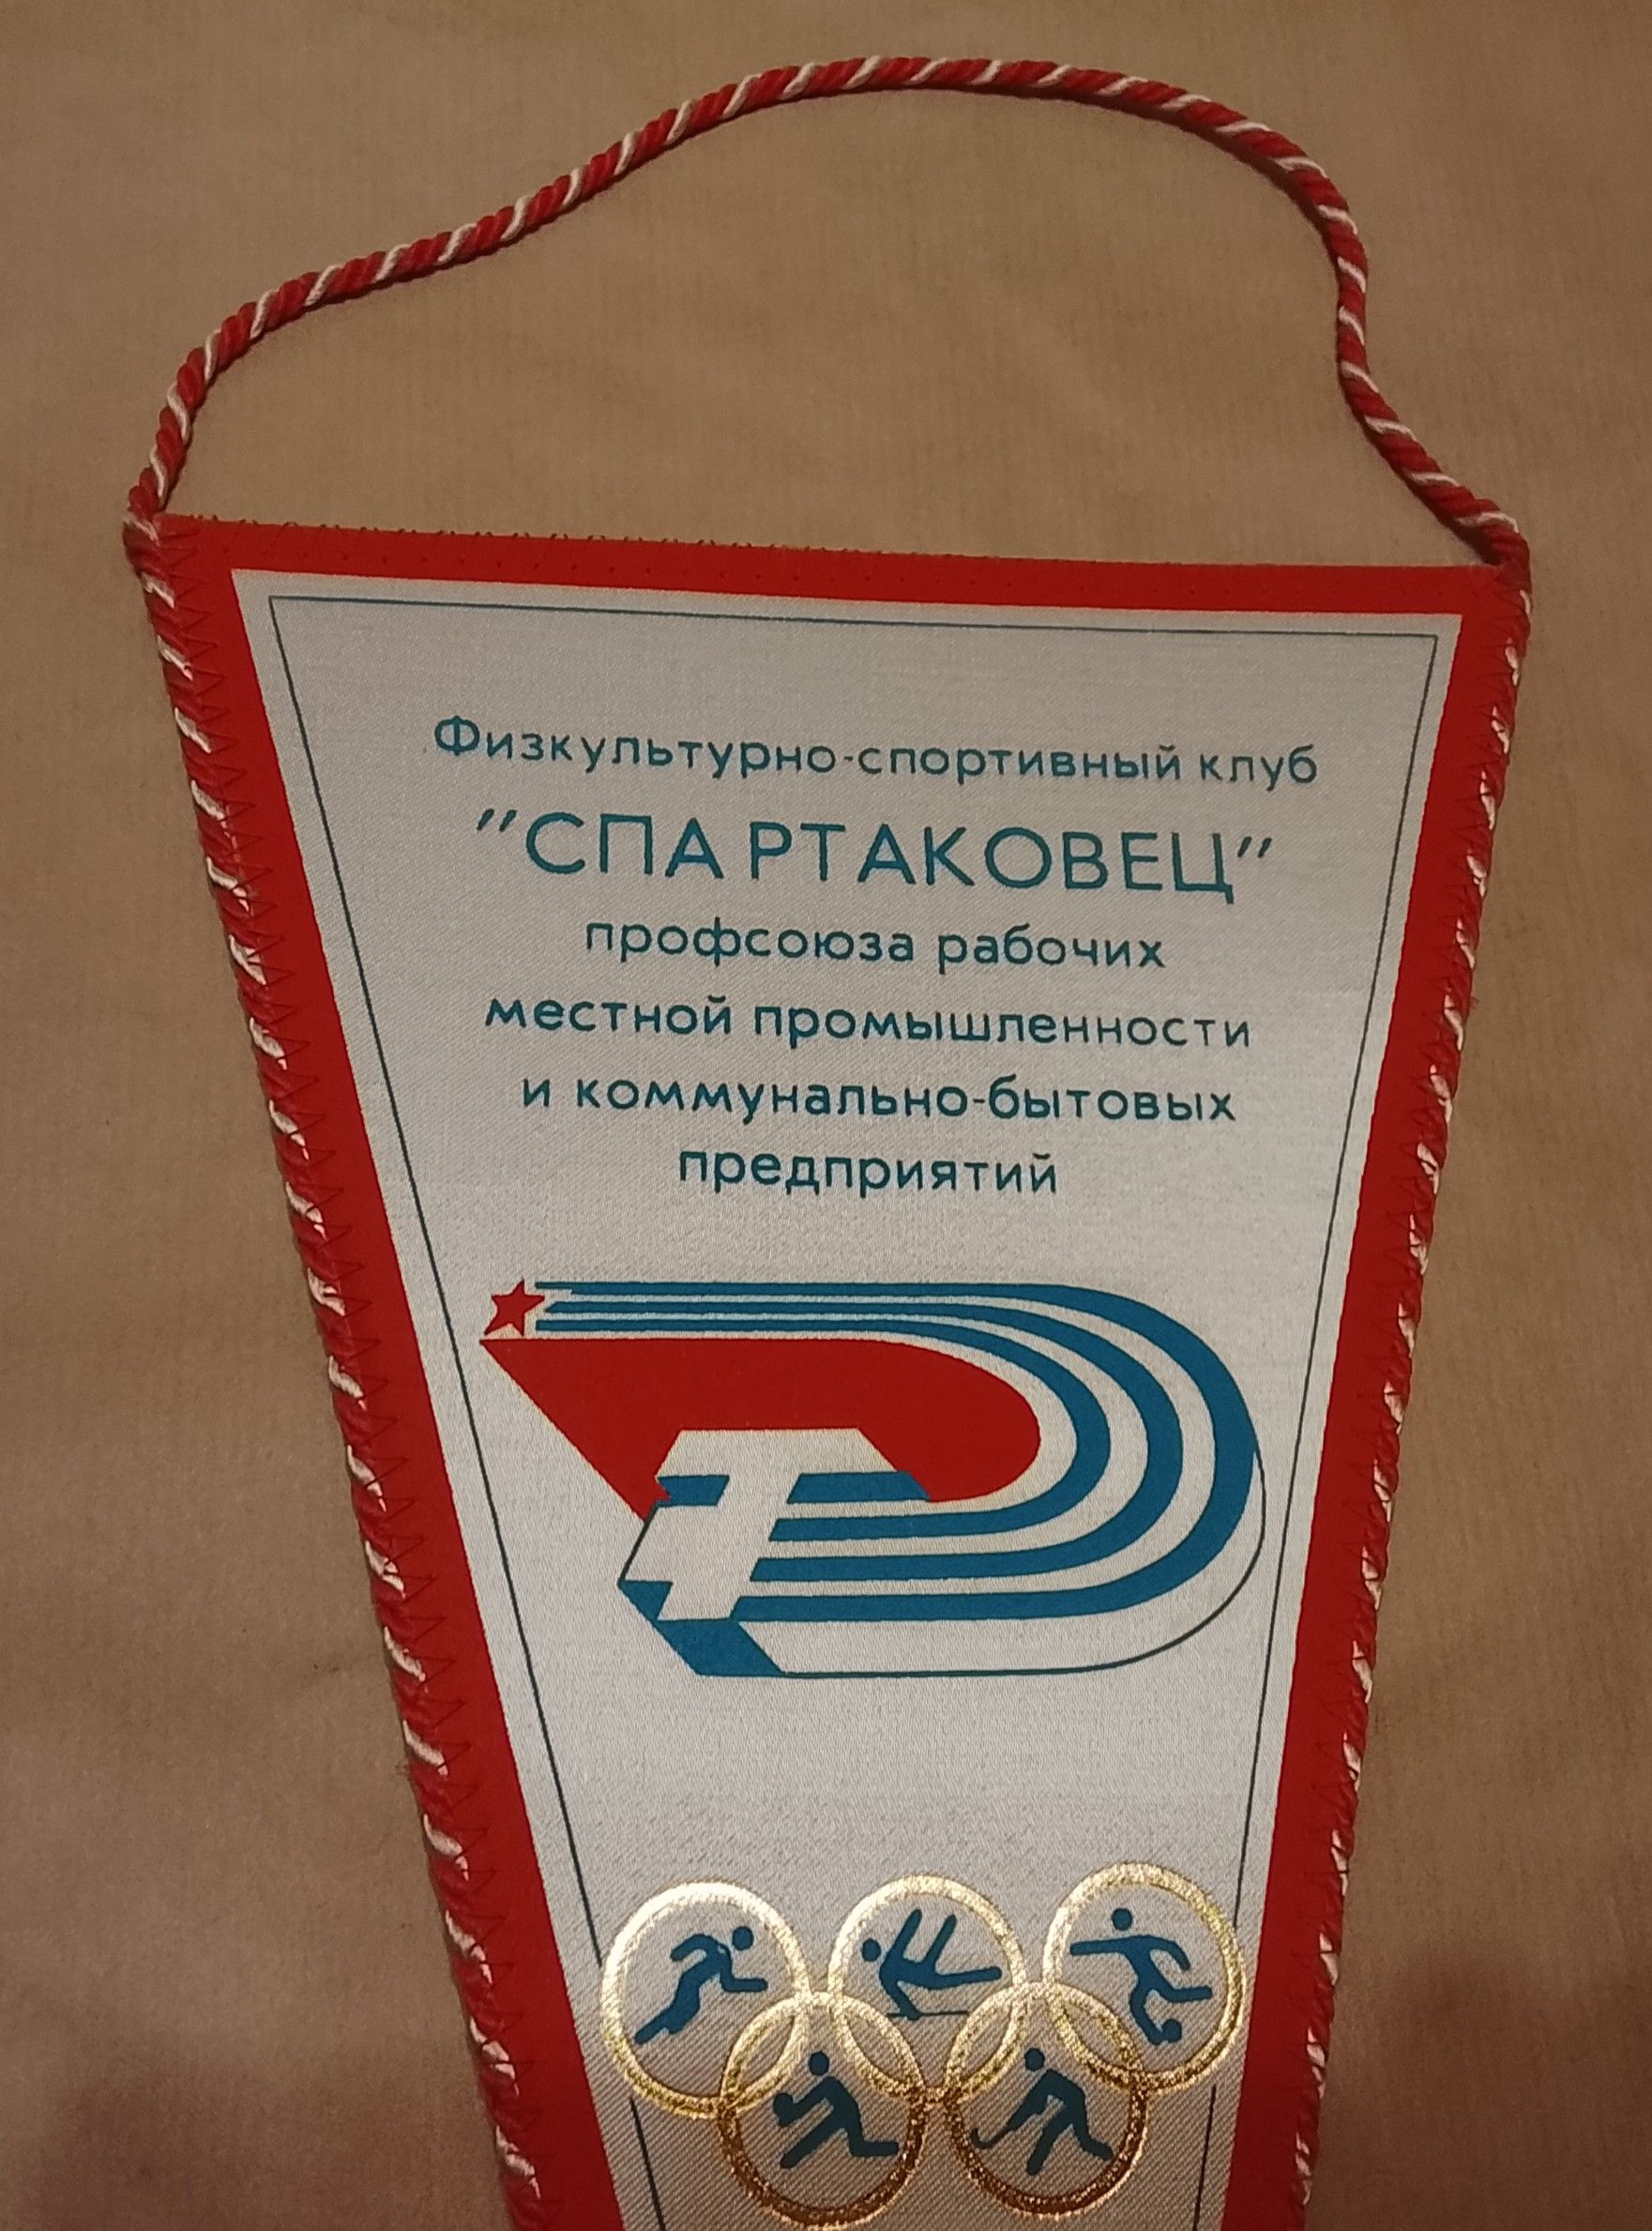 Физкультурно-спортивный клуб
"СПАРТАКОВЕЦ"
профсоюза рабочих
местной промышленности
и коммунально-бытовых
предприятий